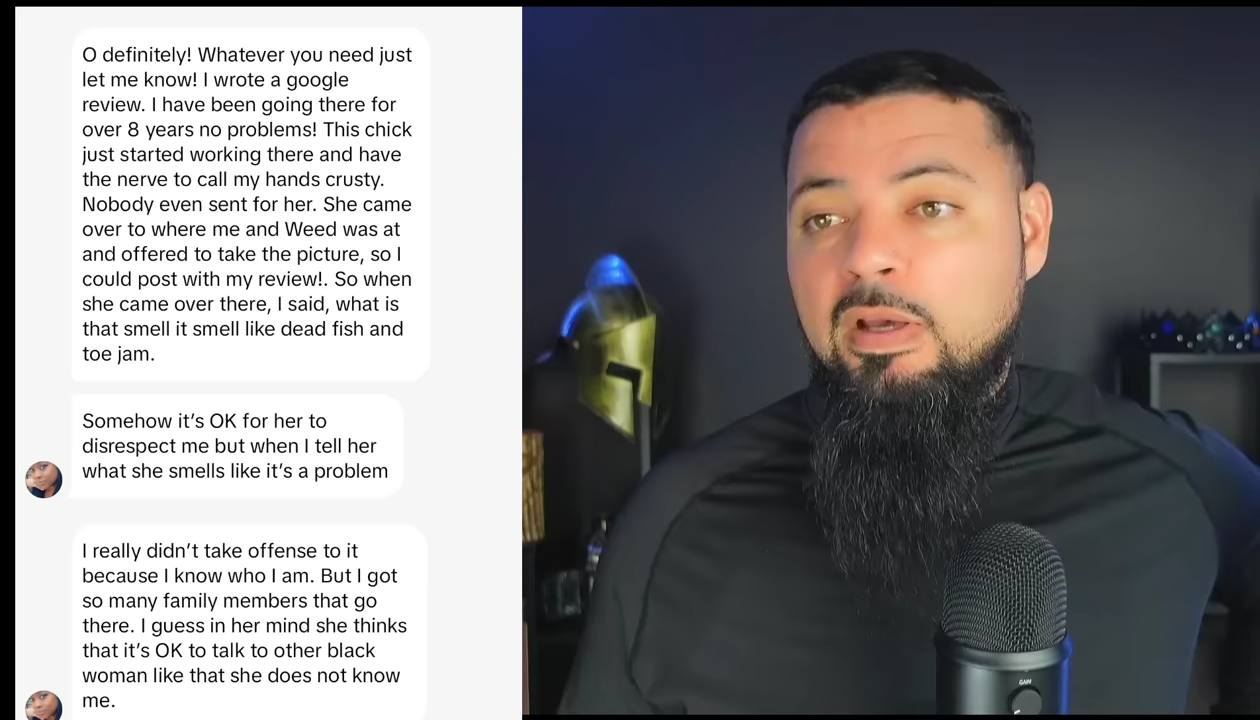 O definitely! Whatever you need just
let me know! I wrote a google
review. I have been going there for
over 8 years no problems! This chick
just started working there and have
the nerve to call my hands crusty.
Nobody even sent for her. She came
over to where me and Weed was at
and offered to take the picture, so I
could post with my review!. So when
she came over there, I said, what is
that smell it smell like dead fish and
toe jam.
Somehow it’s OK for her to
disrespect me but when I tell her
what she smells like it’s a problem
I really didn’t take offense to it
because I know who I am. But I got
so many family members that go
there. I guess in her mind she thinks
that it’s OK to talk to other black
woman like that she does not know
me.
GAIN